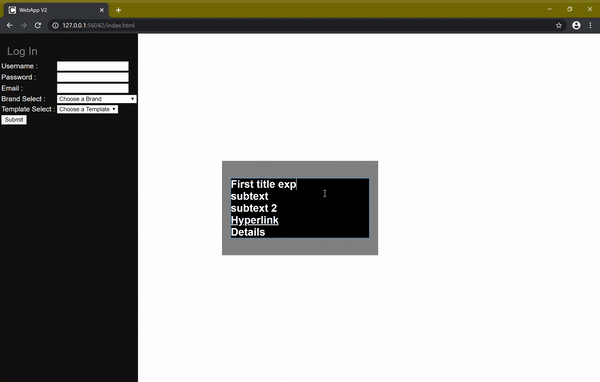 WebApp V2
127.0.0.1:56042/index.html
Log In
Username :
Password :
Email :
Brand Select : Choose a Brand
Template Select : Choose a Template
Submit
First title exp
subtext
subtext 2
Hyperlink
Details